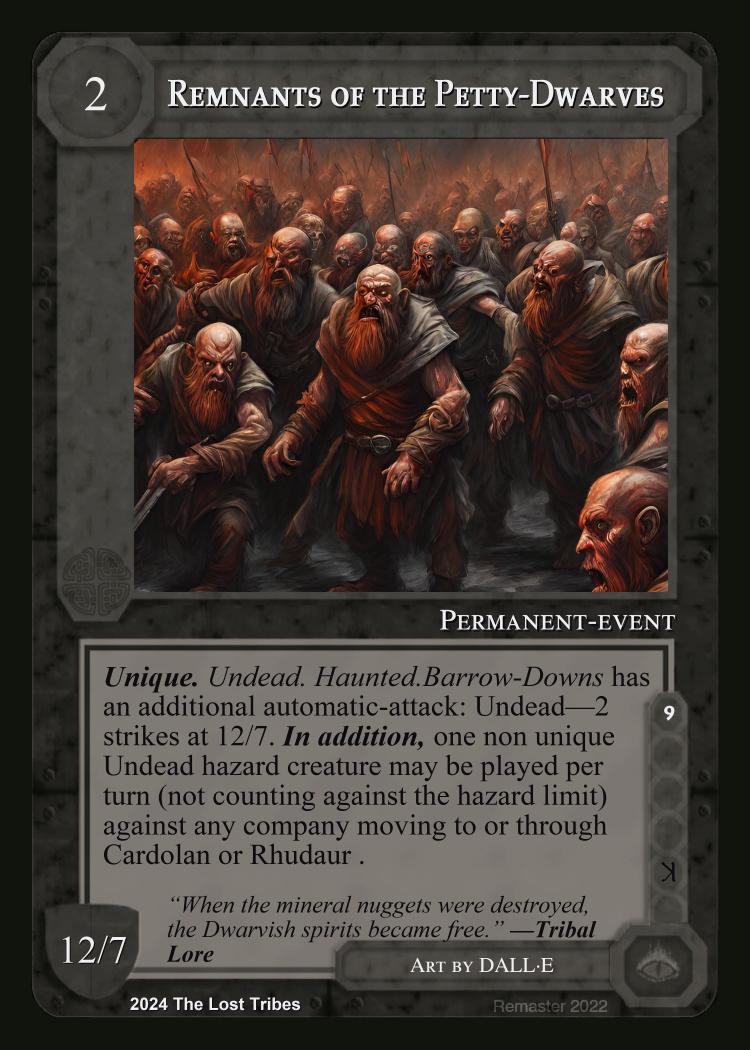 2
Remnants of the Petty-Dwarves
Permanent-event
Unique. Undead. Haunted.Barrow-Downs has
an additional automatic-attack: Undead—2
strikes at 12/7. In addition, one non unique
Undead hazard creature may be played per
turn (not counting against the hazard limit)
against any company moving to or through
Cardolan or Rhudaur .
9
K
“When the mineral nuggets were destroyed,
the Dwarvish spirits became free.” —Tribal
Lore
12/7
Art by DALL·E
2024 The Lost Tribes
Remaster 2022